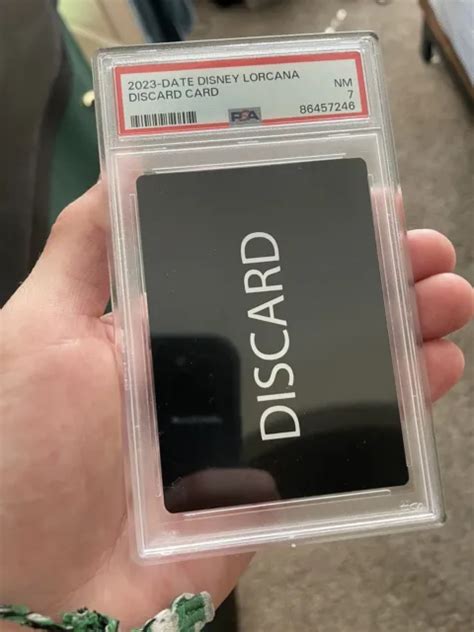 2023-DATE DISNEY LORCANA
DISCARD CARD
NM
7
PSA
86457246
DISCARD